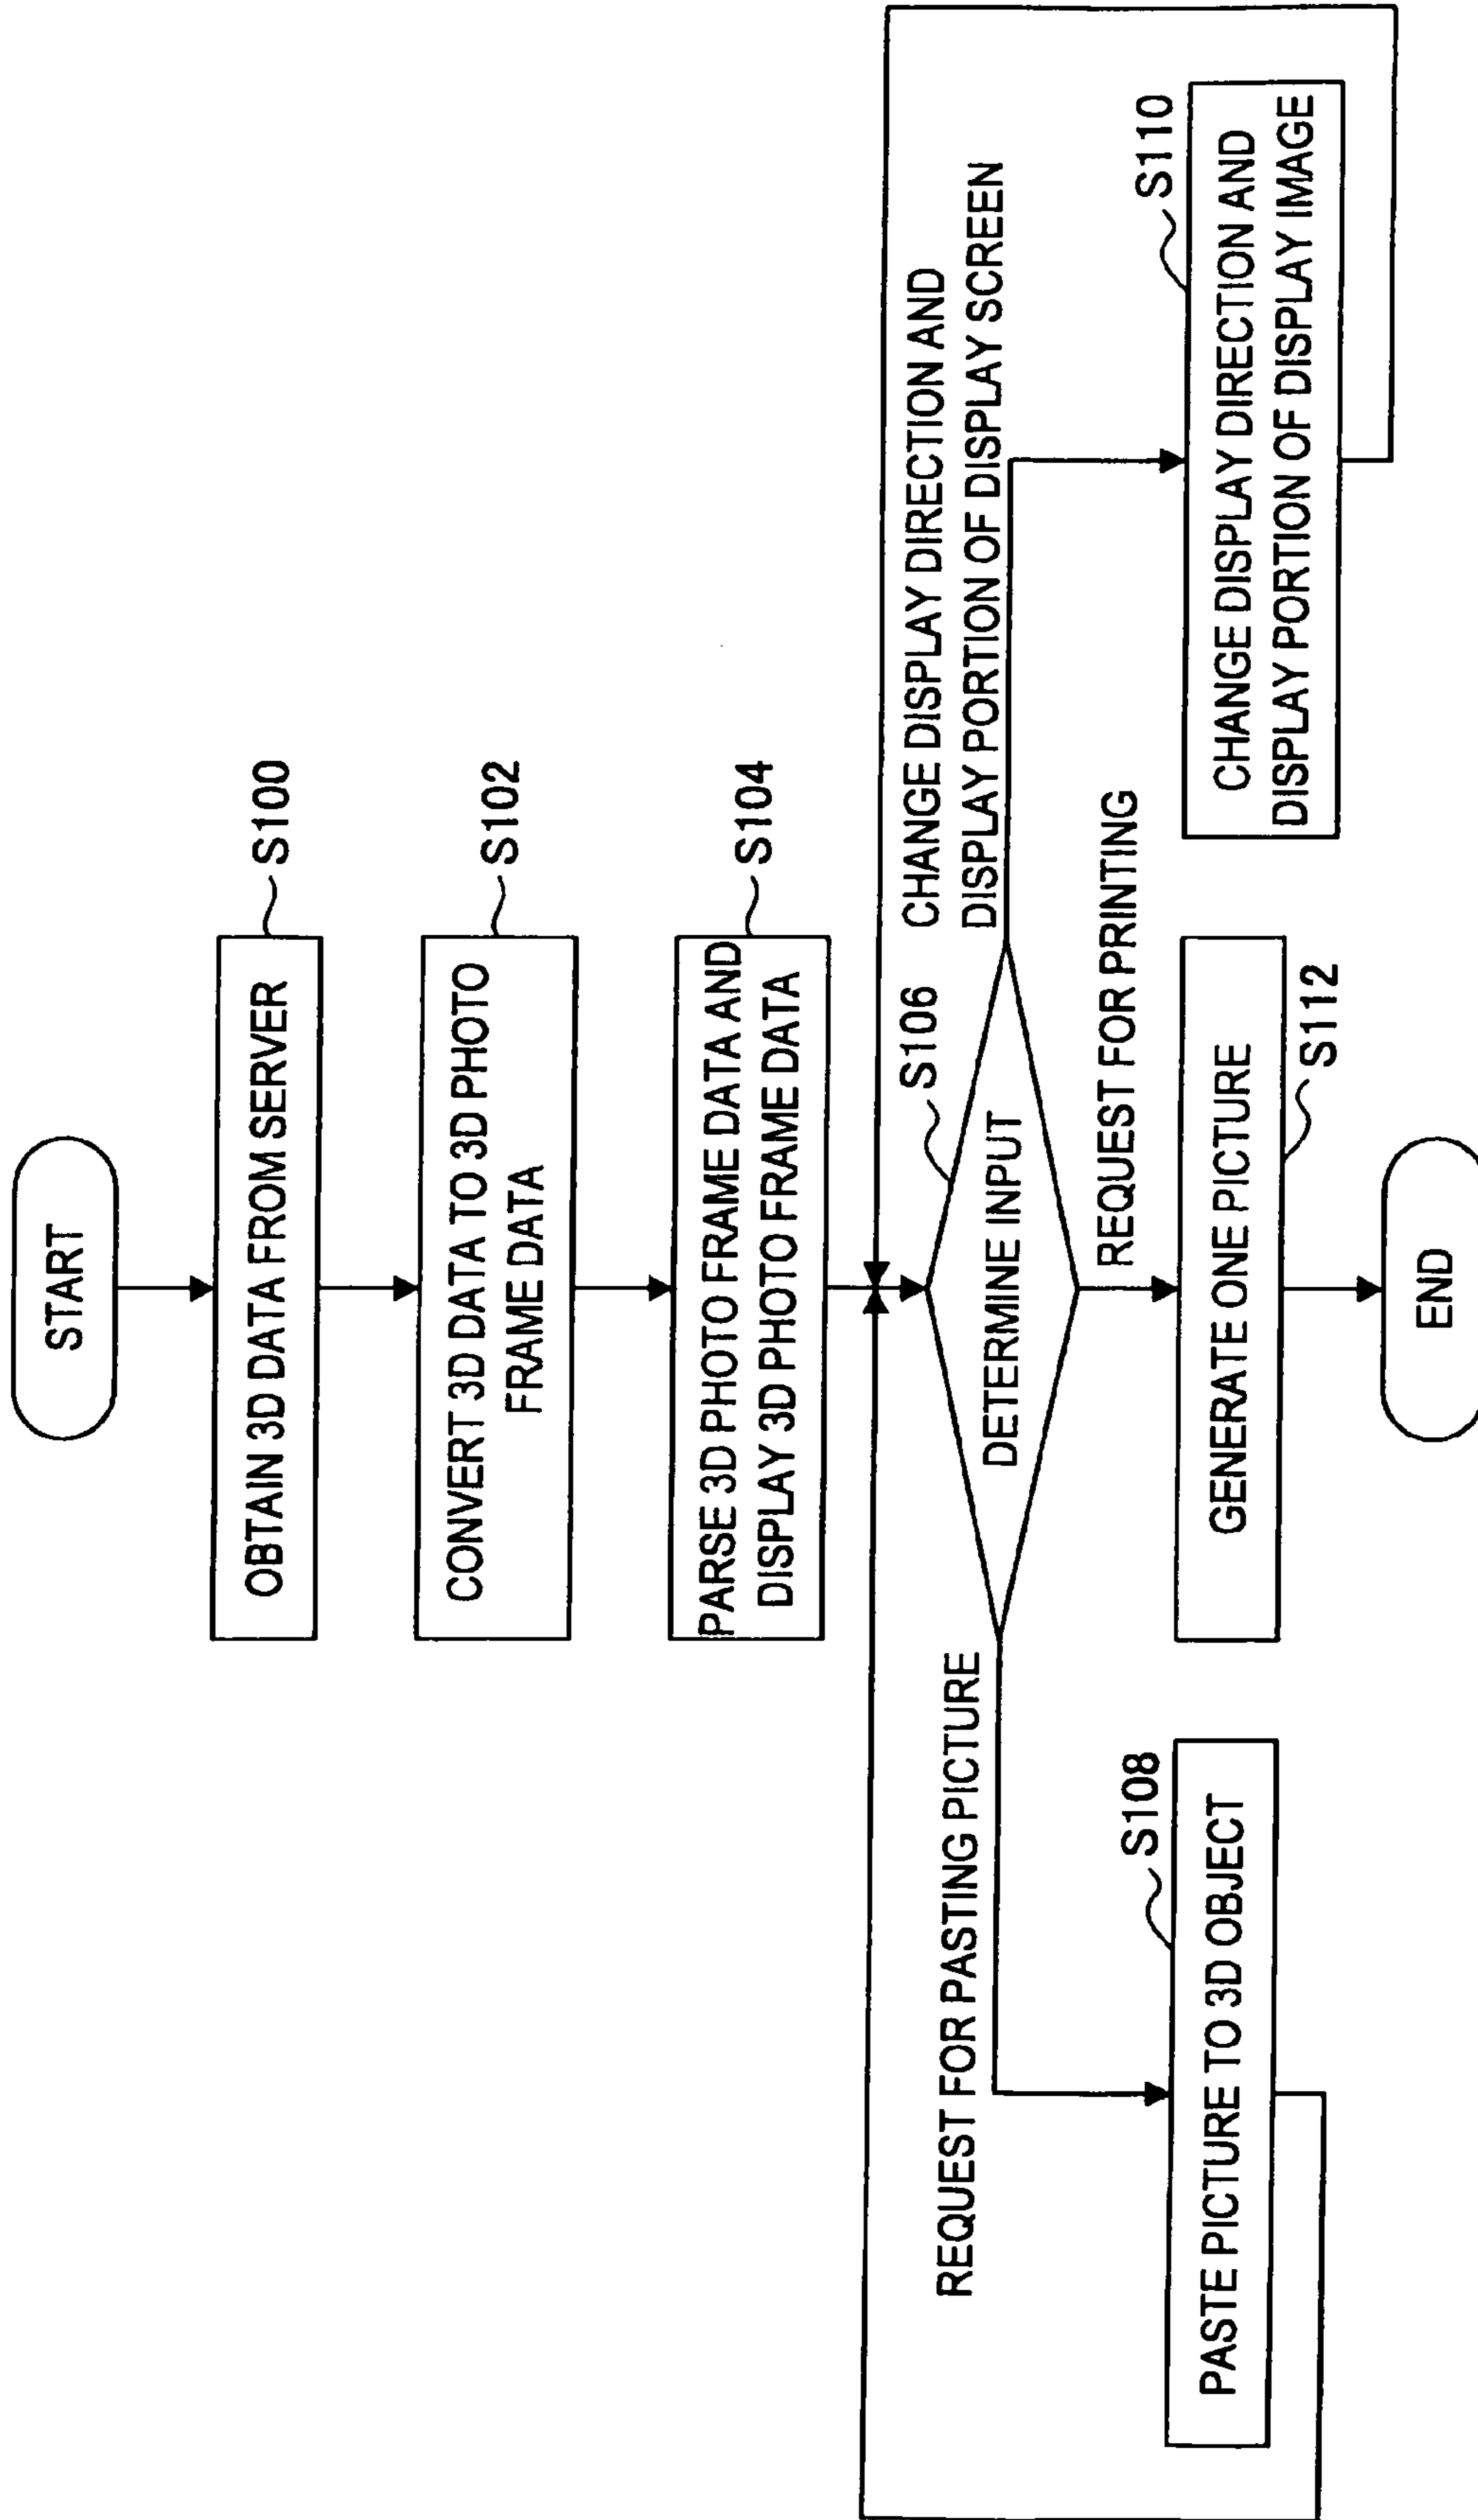 START
OBTAIN 3D DATA FROM SERVER
S100
CONVERT 3D DATA TO 3D PHOTO
FRAME DATA
S102
PARSE 3D PHOTO FRAME DATA AND
DISPLAY 3D PHOTO FRAME DATA
S104
DETERMINE INPUT
S106
REQUEST FOR PASTING PICTURE
CHANGE DISPLAY DIRECTION AND
DISPLAY PORTION OF DISPLAY SCREEN
REQUEST FOR PRINTING
PASTE PICTURE TO 3D OBJECT
S108
GENERATE ONE PICTURE
S112
CHANGE DISPLAY DIRECTION AND
DISPLAY PORTION OF DISPLAY IMAGE
S110
END